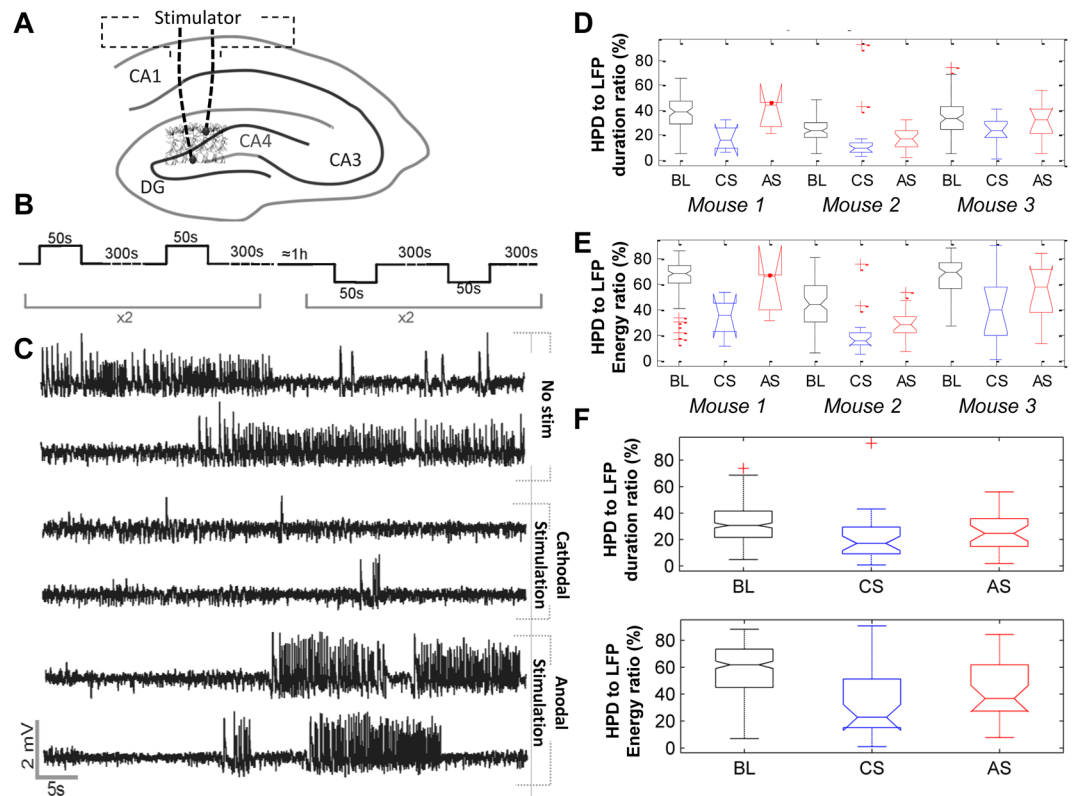 A
Stimulator
CA1
CA4
CA3
DG
B
50s
300s
50s
300s
≈1h
50s
300s
50s
300s
x2
x2
C
No stim
Cathodal
Stimulation
Anodal
Stimulation
2 mV
5s
D
HPD to LFP
duration ratio (%)
80
60
40
20
0
BL CS AS BL CS AS BL CS AS
Mouse 1 Mouse 2 Mouse 3
E
HPD to LFP
Energy ratio (%)
80
60
40
20
0
BL CS AS BL CS AS BL CS AS
Mouse 1 Mouse 2 Mouse 3
F
HPD to LFP
duration ratio (%)
80
60
40
20
0
BL CS AS
HPD to LFP
Energy ratio (%)
80
60
40
20
0
BL CS AS